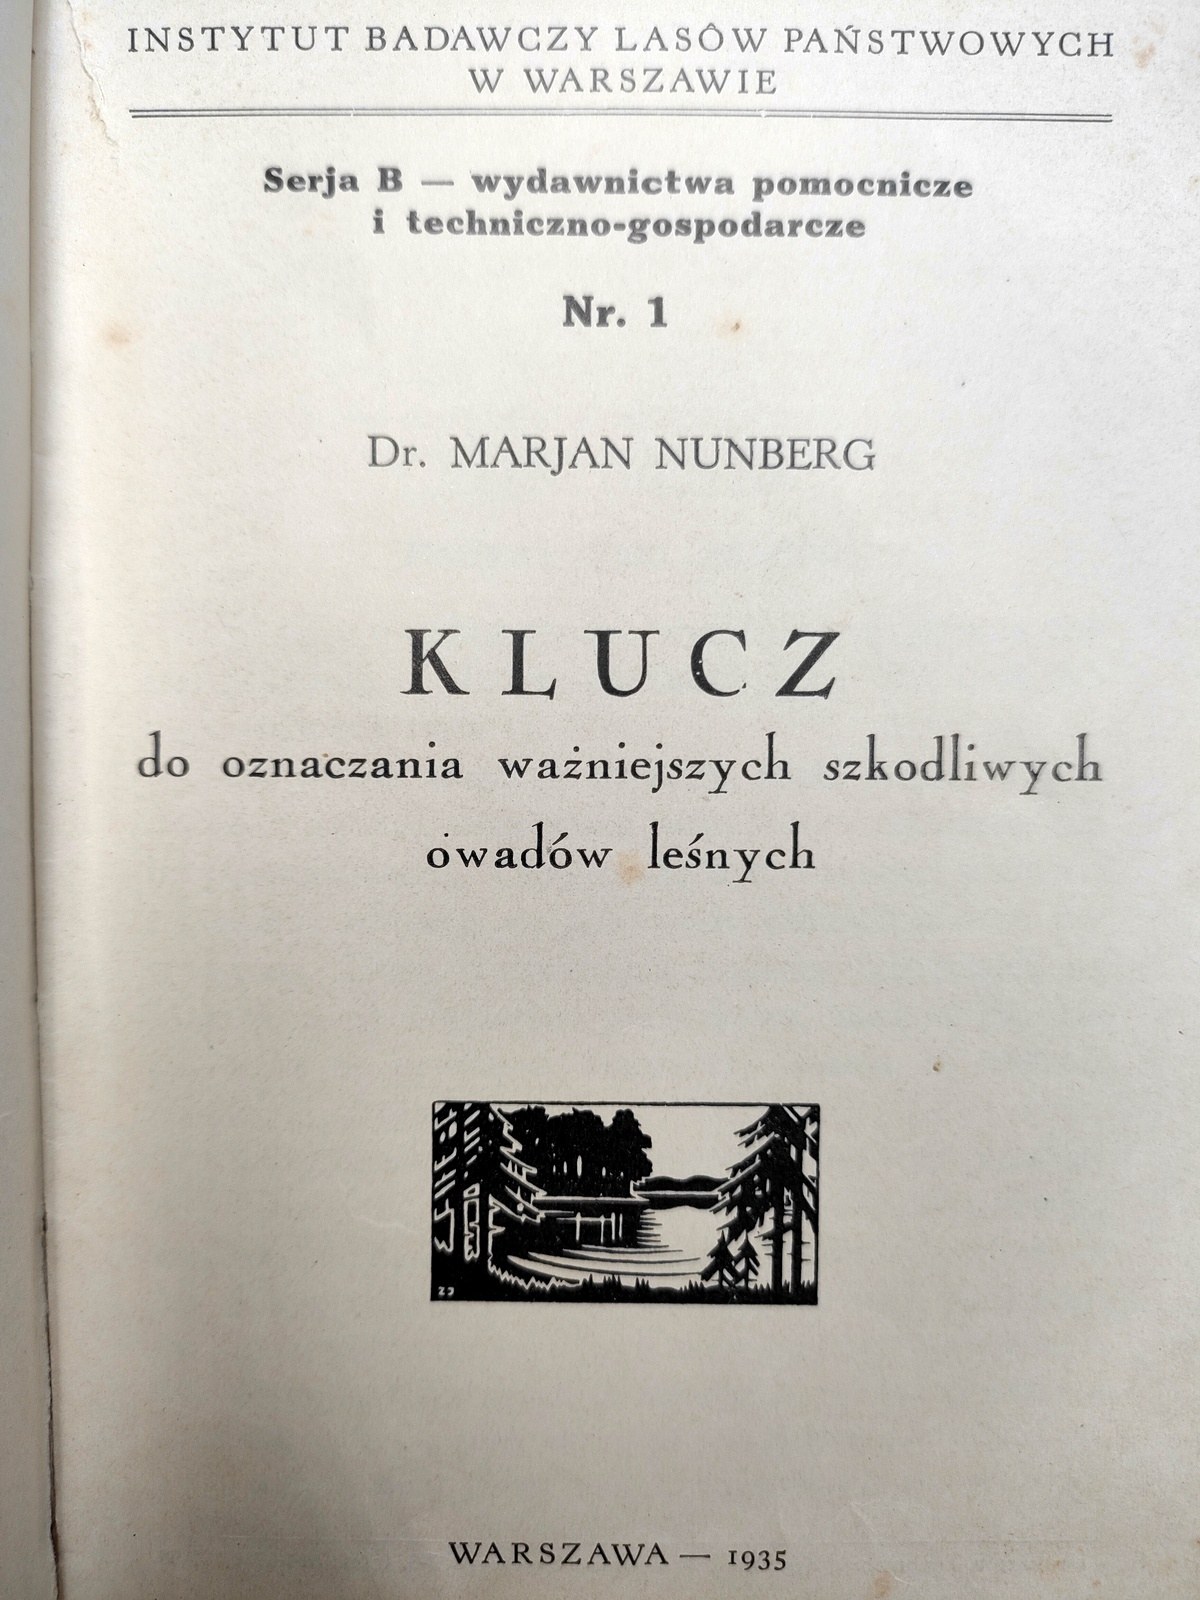 INSTYTUT BADAWCZY LASÓW PAŃSTWOWYCH
W WARSZAWIE
Serja B — wydawnictwa pomocnicze
i techniczno-gospodarcze
Nr. 1
Dr. MARJAN NUNBERG
KLUCZ
do oznaczania ważniejszych szkodliwych
owadów leśnych
ZJ
WARSZAWA — 1935